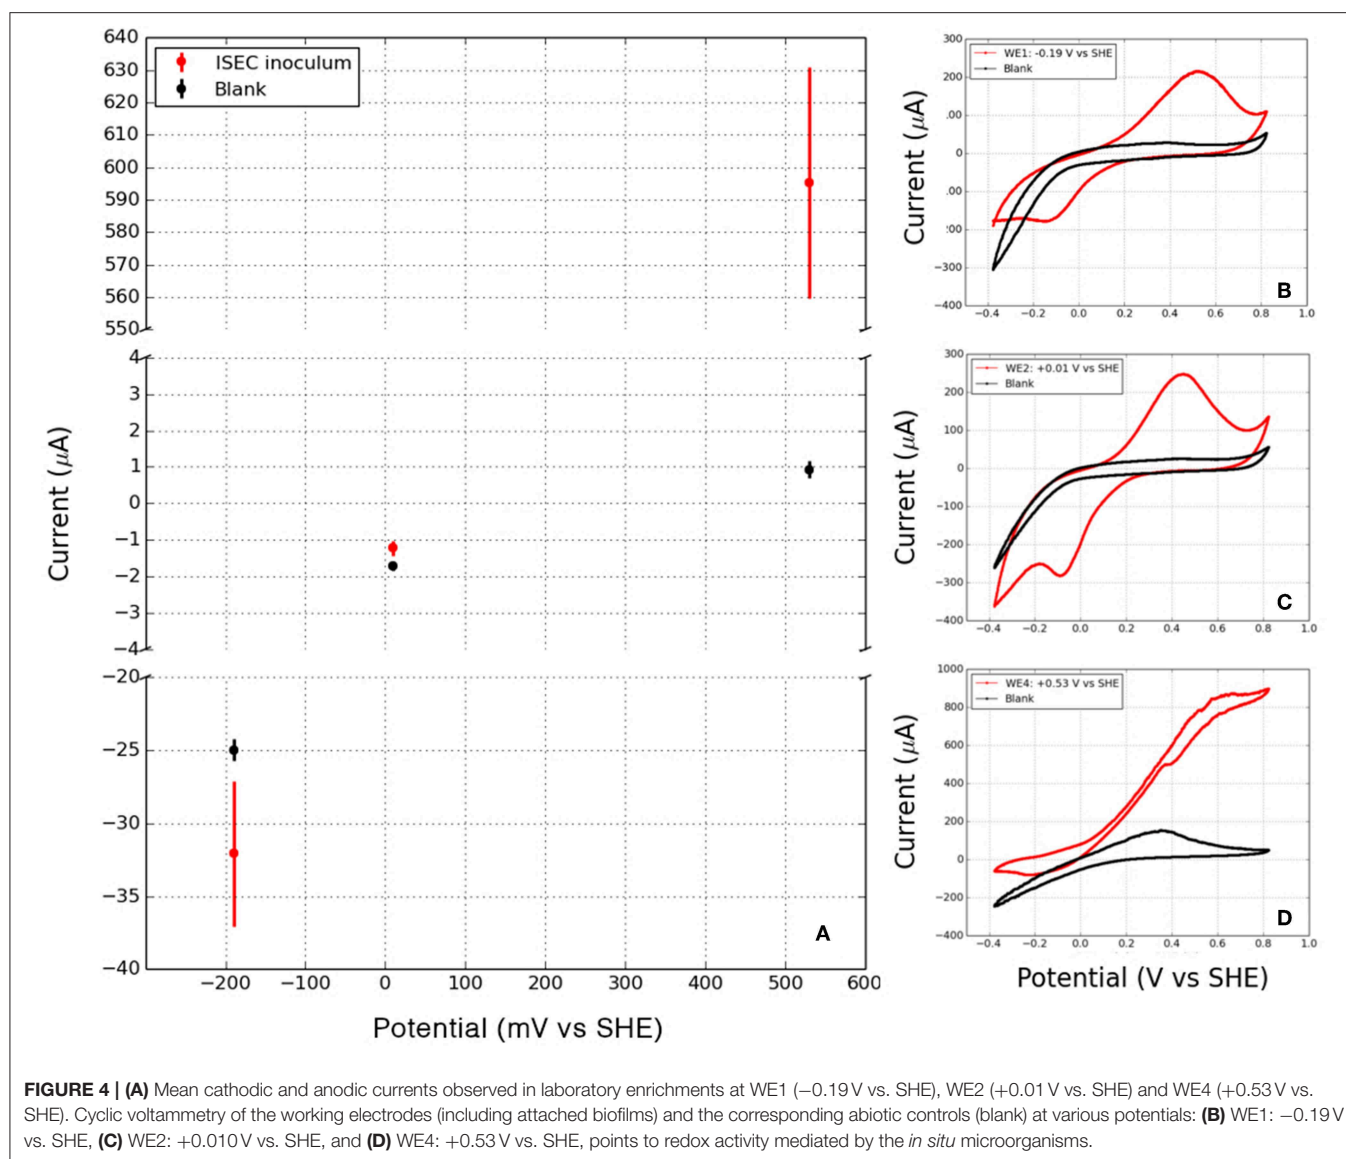 640
630
620
610
600
590
580
570
560
550
4
3
2
1
0
−1
−2
−3
−4
−20
−25
−30
−35
−40
−200 −100 0 100 200 300 400 500 600
Current (μA)
Potential (mV vs SHE)
ISEC inoculum
Blank
A
300
200
.00
0
.00
.00
−300
−400
−0.4 −0.2 0.0 0.2 0.4 0.6 0.8 1.0
Current (μA)
WE1: -0.19 V vs SHE
Blank
B
300
200
100
0
−100
−200
−300
−400
−0.4 −0.2 0.0 0.2 0.4 0.6 0.8 1.0
Current (μA)
WE2: +0.01 V vs SHE
Blank
C
1000
800
600
400
200
0
−200
−400
−0.4 −0.2 0.0 0.2 0.4 0.6 0.8 1.0
Current (μA)
WE4: +0.53 V vs SHE
Blank
D
Potential (V vs SHE)
FIGURE 4 | (A) Mean cathodic and anodic currents observed in laboratory enrichments at WE1 (−0.19 V vs. SHE), WE2 (+0.01 V vs. SHE) and WE4 (+0.53 V vs.
SHE). Cyclic voltammetry of the working electrodes (including attached biofilms) and the corresponding abiotic controls (blank) at various potentials: (B) WE1: −0.19 V
vs. SHE, (C) WE2: +0.010 V vs. SHE, and (D) WE4: +0.53 V vs. SHE, points to redox activity mediated by the in situ microorganisms.